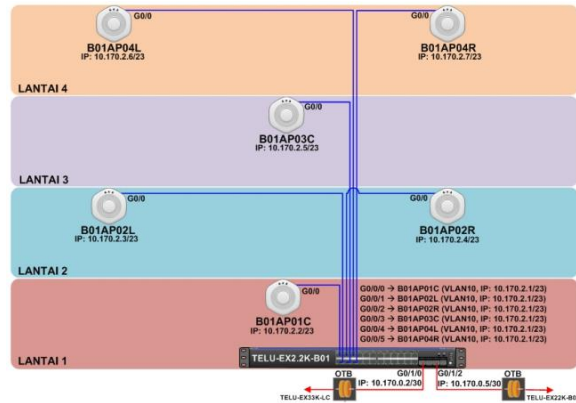 G0/0
G0/0
B01AP04L
IP: 10.170.2.6/23
B01AP04R
IP: 10.170.2.7/23
LANTAI 4
G0/0
B01AP03C
IP: 10.170.2.5/23
LANTAI 3
G0/0
G0/0
B01AP02L
IP: 10.170.2.3/23
B01AP02R
IP: 10.170.2.4/23
LANTAI 2
G0/0
B01AP01C
IP: 10.170.2.2/23
G0/0/0 → B01AP01C (VLAN10, IP: 10.170.2.1/23)
G0/0/1 → B01AP02L (VLAN10, IP: 10.170.2.1/23)
G0/0/2 → B01AP02R (VLAN10, IP: 10.170.2.1/23)
G0/0/3 → B01AP03C (VLAN10, IP: 10.170.2.1/23)
G0/0/4 → B01AP04L (VLAN10, IP: 10.170.2.1/23)
G0/0/5 → B01AP04R (VLAN10, IP: 10.170.2.1/23)
LANTAI 1
TELU-EX2.2K-B01
OTB
G0/1/0
G0/1/2
OTB
IP: 10.170.0.2/30
IP: 10.170.0.5/30
TELU-EX33K-LC